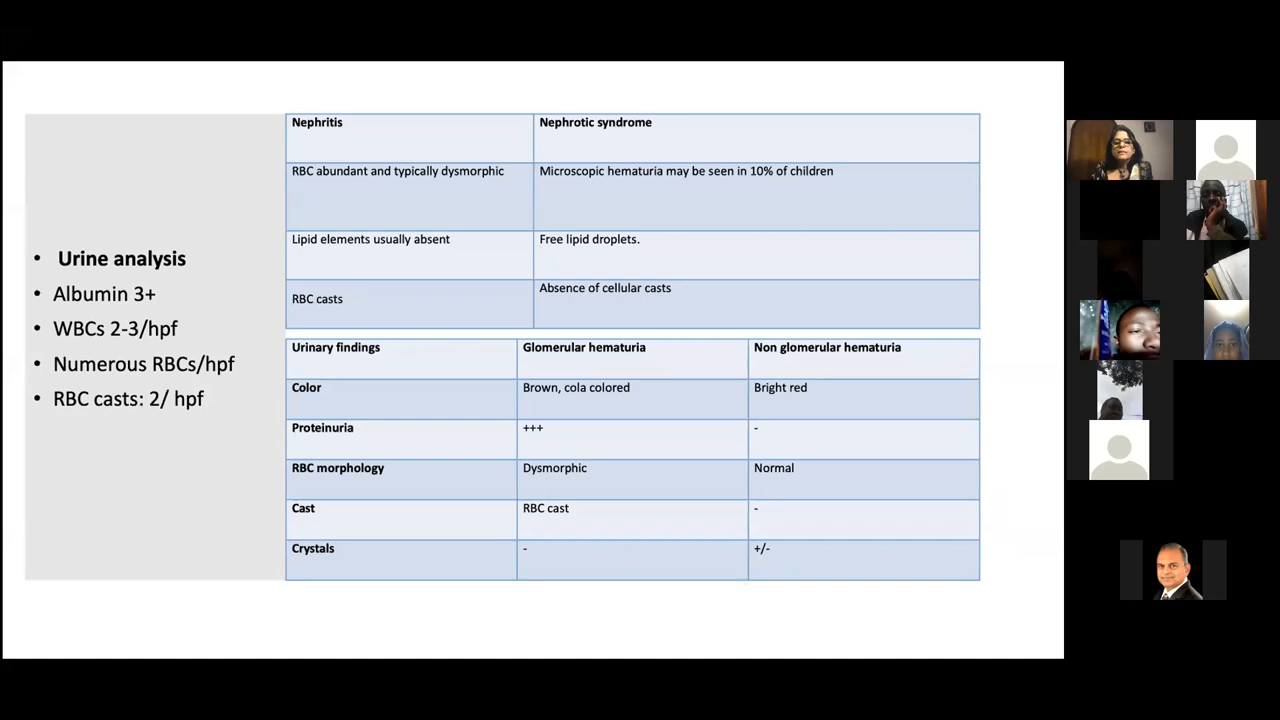 • Urine analysis
• Albumin 3+
• WBCs 2-3/hpf
• Numerous RBCs/hpf
• RBC casts: 2/ hpf
Nephritis Nephrotic syndrome
RBC abundant and typically dysmorphic Microscopic hematuria may be seen in 10% of children
Lipid elements usually absent Free lipid droplets.
RBC casts Absence of cellular casts
Urinary findings Glomerular hematuria Non glomerular hematuria
Color Brown, cola colored Bright red
Proteinuria +++ -
RBC morphology Dysmorphic Normal
Cast RBC cast -
Crystals - +/-